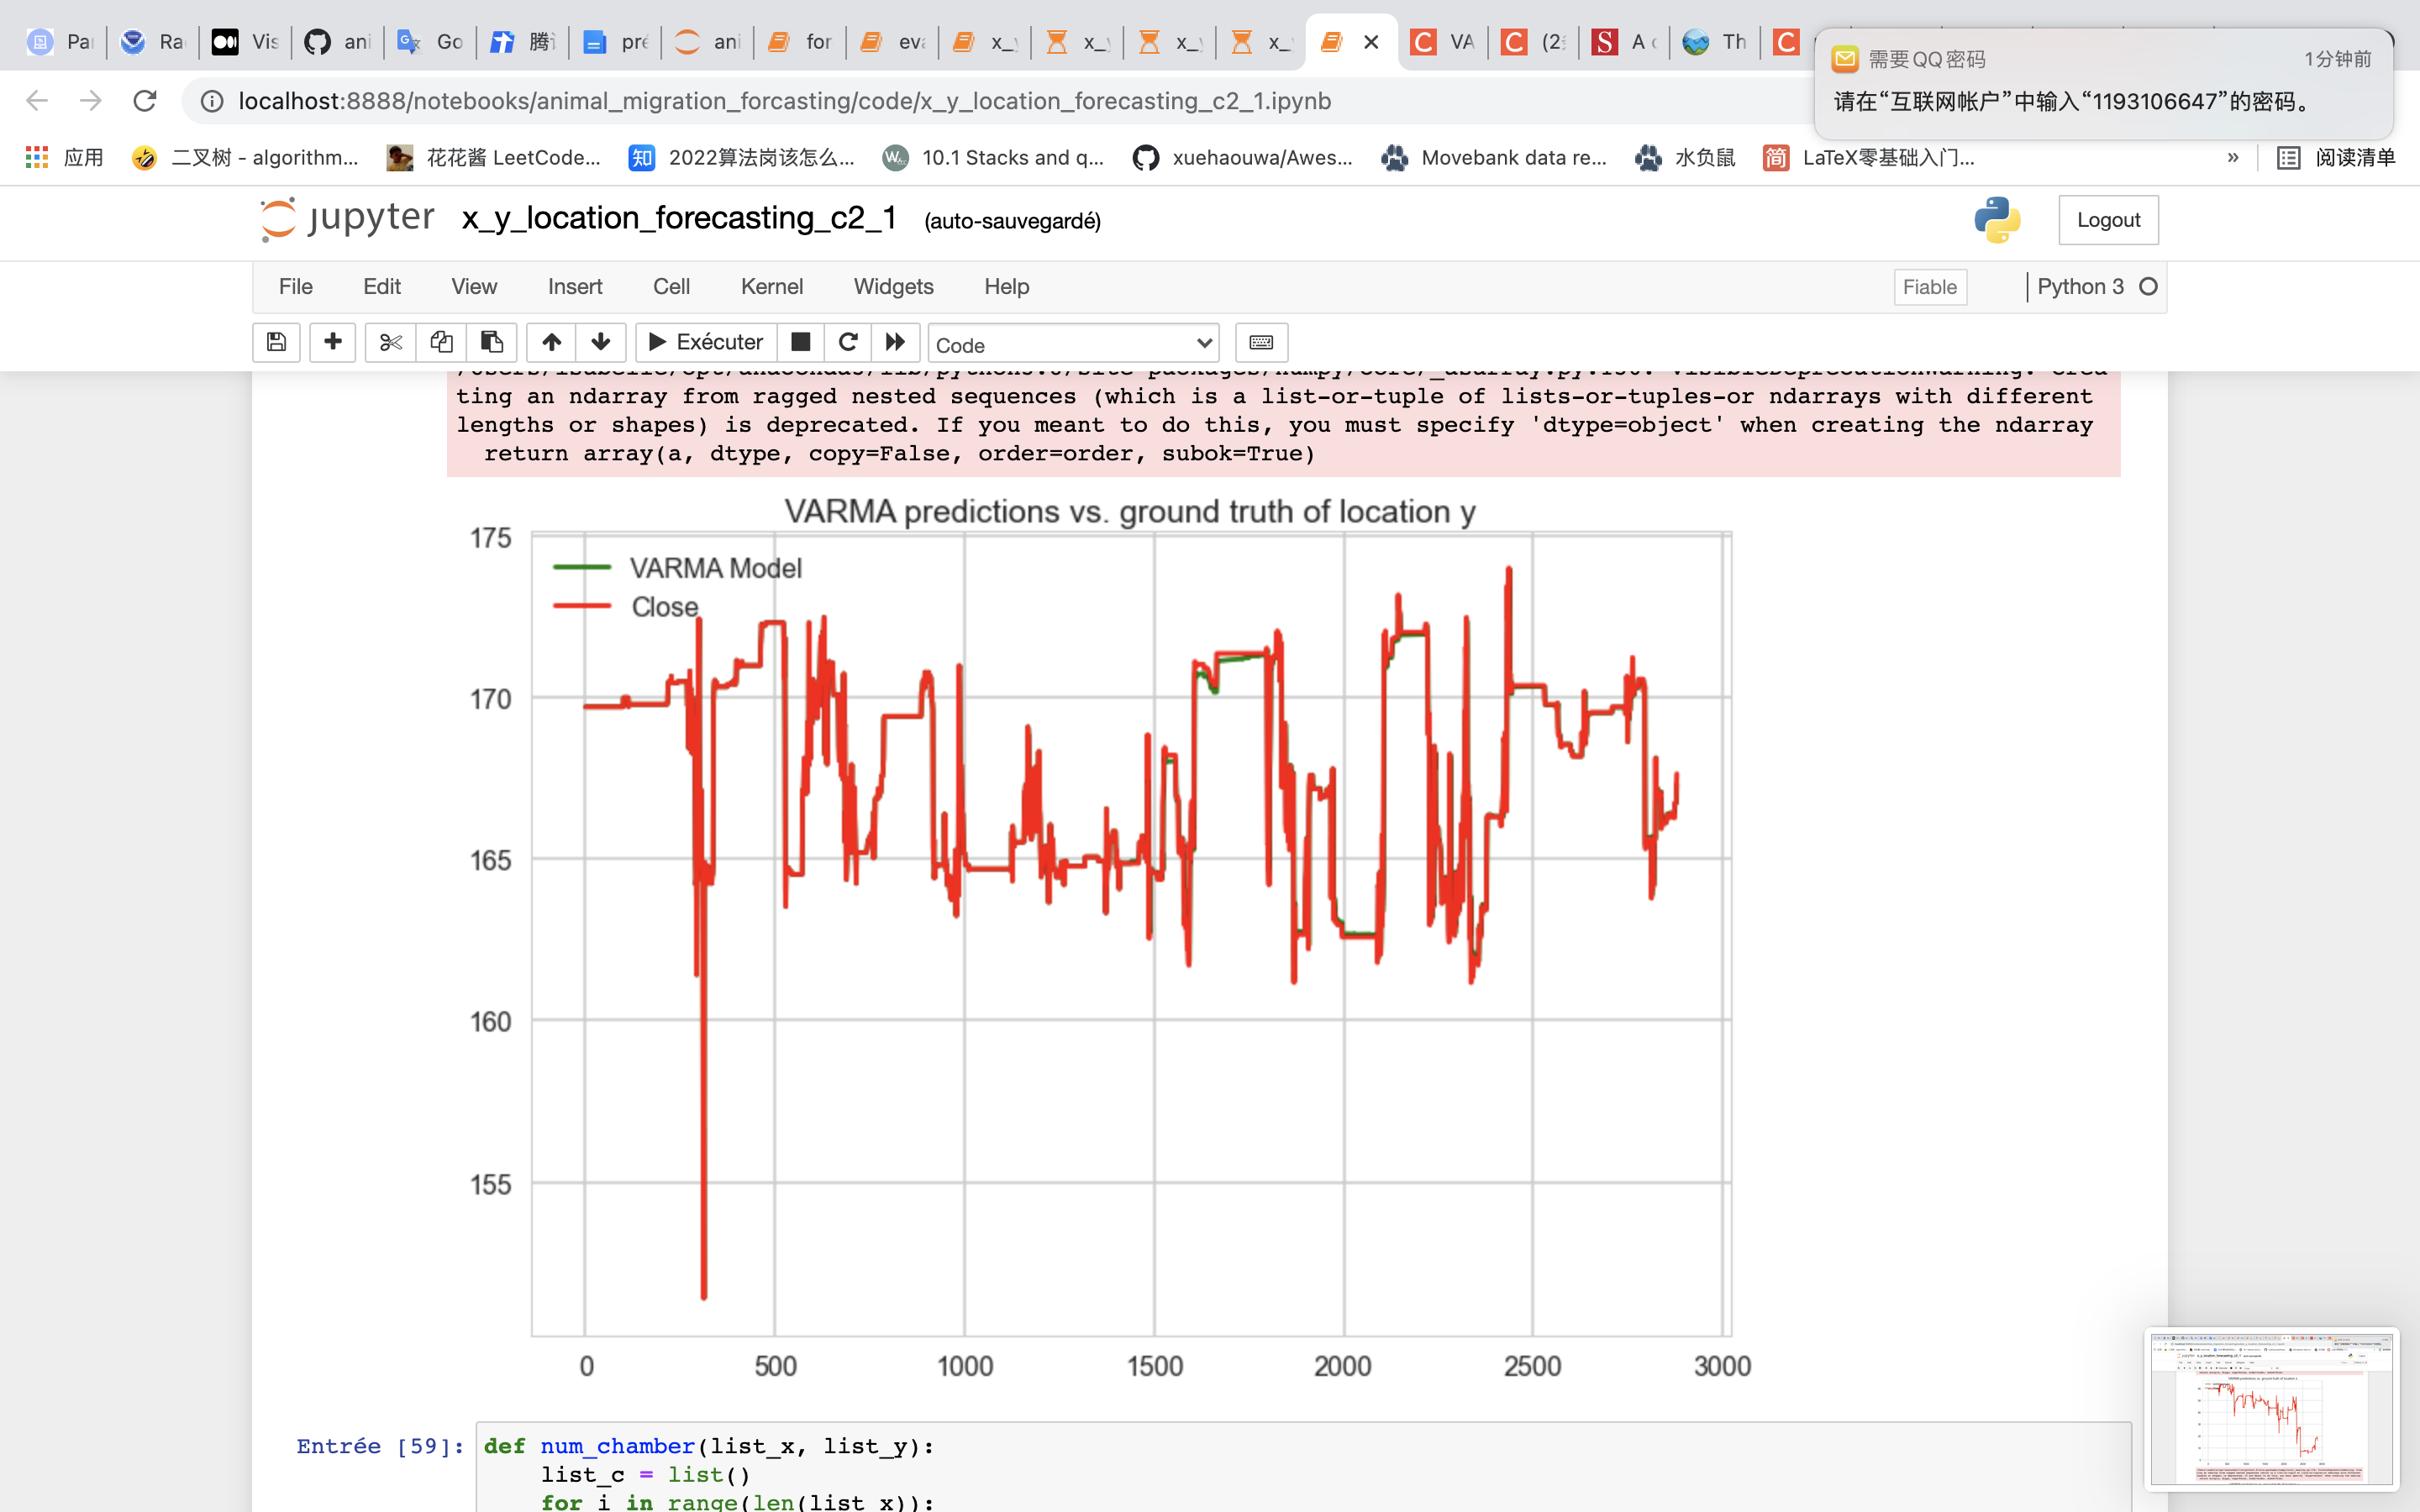 Pa Ra Vis ani Go 腾 pré ani for eva x_ x_ x_ x_ VA (2 A Th
需要QQ密码 1分钟前
请在“互联网帐户”中输入“1193106647”的密码。
localhost:8888/notebooks/animal_migration_forcasting/code/x_y_location_forecasting_c2_1.ipynb
应用 二叉树 - algorithm... 花花酱 LeetCode... 2022算法岗该怎么... 10.1 Stacks and q... xuehaouwa/Awes... Movebank data re... 水负鼠 LaTeX零基础入门... » 阅读清单
jupyter x_y_location_forecasting_c2_1 (auto-sauvegardé) Logout
File Edit View Insert Cell Kernel Widgets Help Fiable Python 3
Exécuter Code
ting an ndarray from ragged nested sequences (which is a list-or-tuple of lists-or-tuples-or ndarrays with different
lengths or shapes) is deprecated. If you meant to do this, you must specify 'dtype=object' when creating the ndarray
return array(a, dtype, copy=False, order=order, subok=True)
VARMA predictions vs. ground truth of location y
175
VARMA Model
Close
170
165
160
155
0 500 1000 1500 2000 2500 3000
Entrée [59]: def num_chamber(list_x, list_y):
list_c = list()
for i in range(len(list_x)):